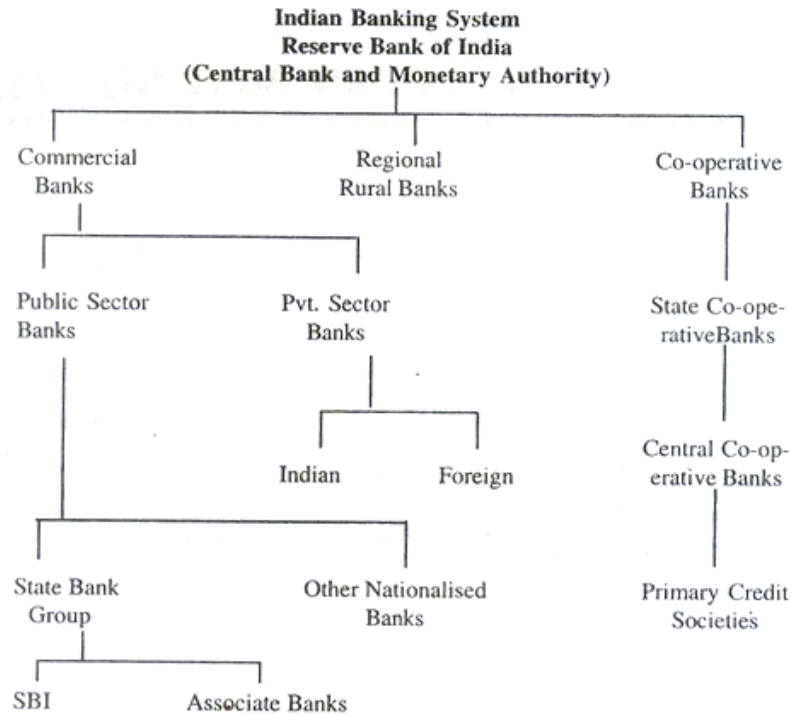 Indian Banking System
Reserve Bank of India
(Central Bank and Monetary Authority)
Commercial
Banks
Regional
Rural Banks
Co-operative
Banks
Public Sector
Banks
Pvt. Sector
Banks
State Co-ope-
rativeBanks
Indian
Foreign
Central Co-op-
erative Banks
State Bank
Group
Other Nationalised
Banks
Primary Credit
Societies
SBI
Associate Banks